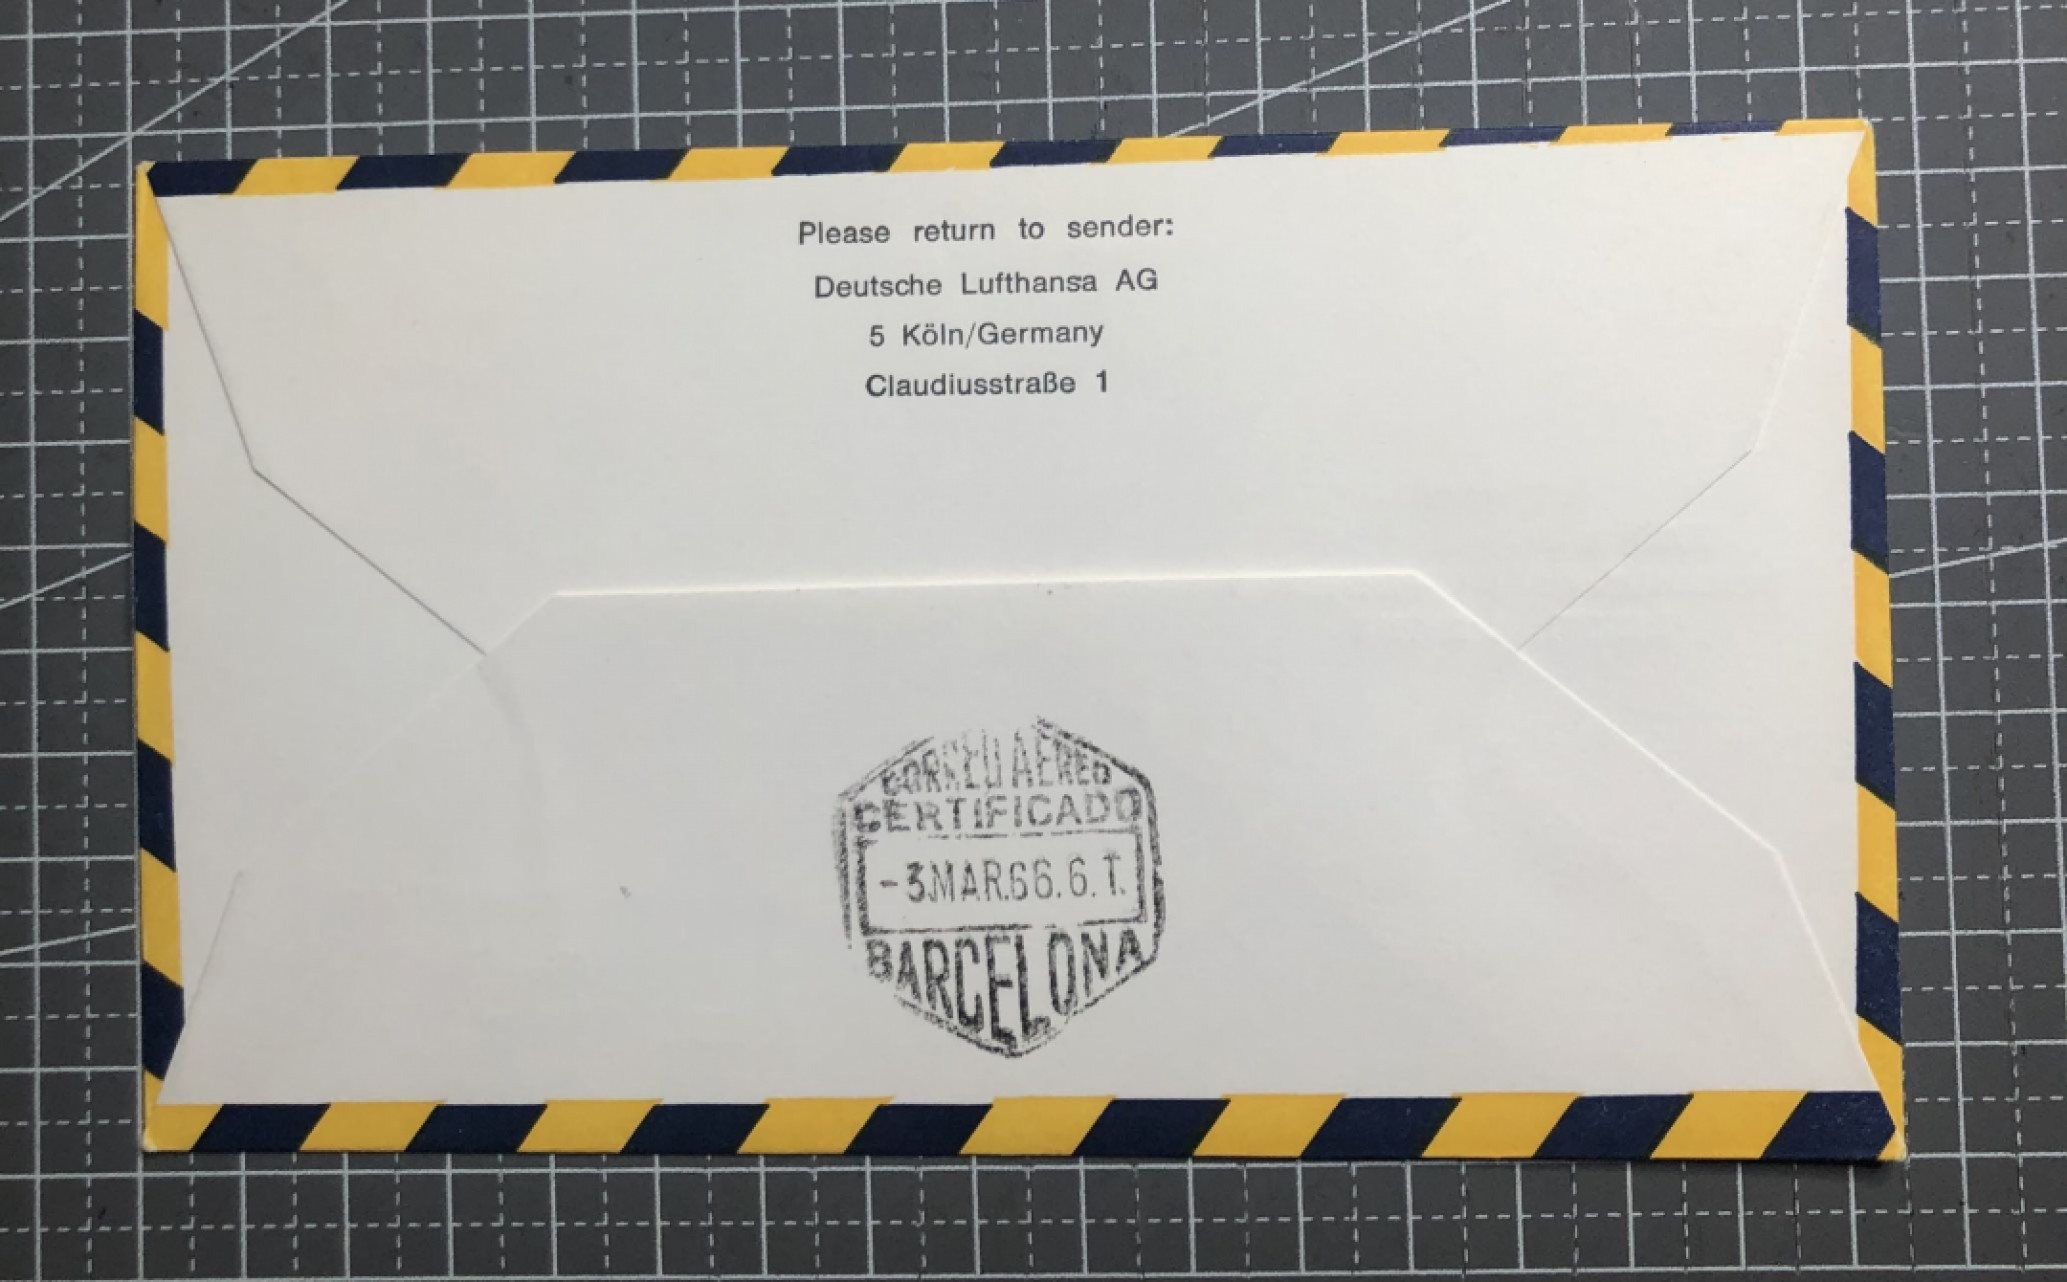 Please return to sender:
Deutsche Lufthansa AG
5 Köln/Germany
Claudiusstraße 1
CORREO AEREO
CERTIFICADO
-3.MAR.66.6.T.
BARCELONA